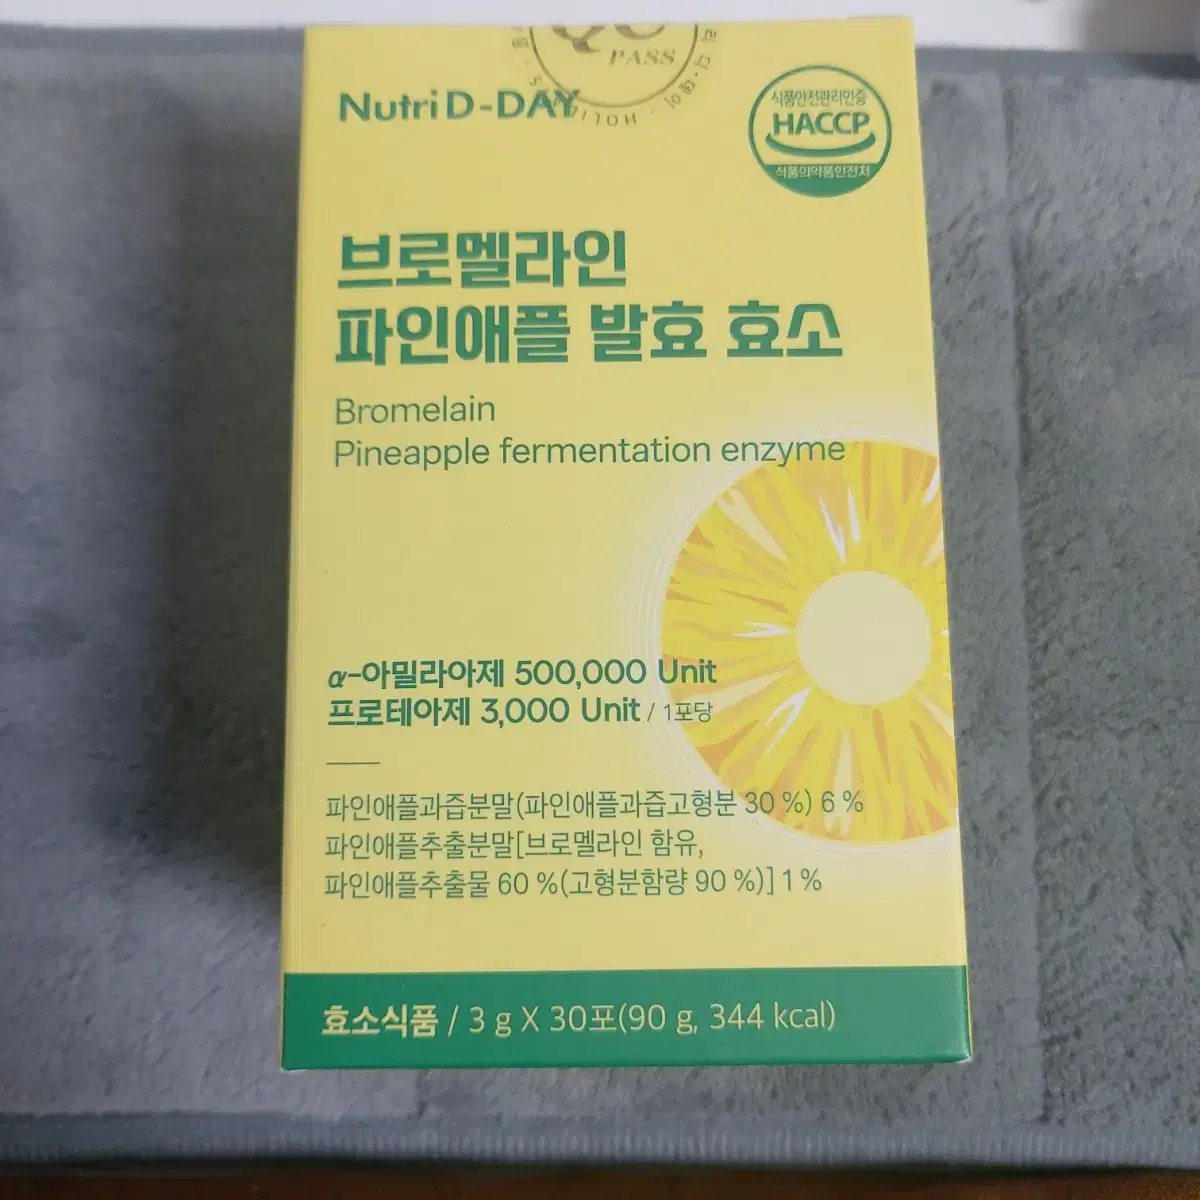 PASS
Nutri D-DAY
식품안전관리인증
HACCP
식품의약품안전처
브로멜라인
파인애플 발효 효소
Bromelain
Pineapple fermentation enzyme
α-아밀라아제 500,000 Unit
프로테아제 3,000 Unit / 1포당
파인애플과즙분말(파인애플과즙고형분 30 %) 6 %
파인애플추출분말[브로멜라인 함유,
파인애플추출물 60 %(고형분함량 90 %)] 1 %
효소식품 / 3 g X 30포(90 g, 344 kcal)